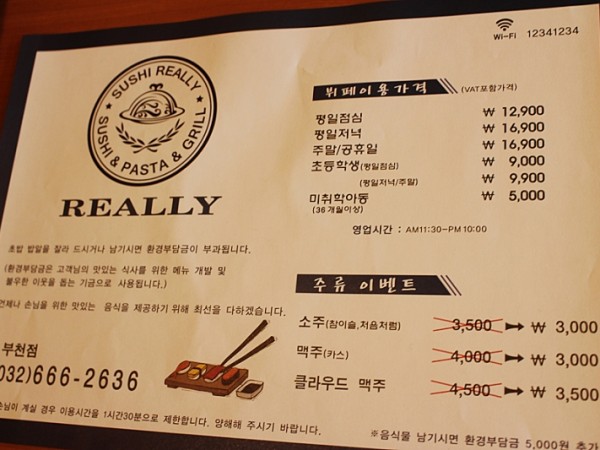 Wi-Fi 12341234
SUSHI REALLY
SUSHI & PASTA & GRILL
REALLY
뷔페이용가격 (VAT포함가격)
평일점심 ₩ 12,900
평일저녁 ₩ 16,900
주말/공휴일 ₩ 16,900
초등학생(평일점심) ₩ 9,000
(평일저녁/주말) ₩ 9,900
미취학아동 ₩ 5,000
(36개월이상)
영업시간 : AM11:30-PM10:00
초밥 밥알을 잘라 드시거나 남기시면 환경부담금이 부과됩니다.
(환경부담금은 고객님의 맛있는 식사를 위한 메뉴 개발 및
불우한 이웃을 돕는 기금으로 사용됩니다.)
언제나 손님을 위한 맛있는 음식을 제공하기 위해 최선을 다하겠습니다.
부천점
032)666-2636
손님이 계실 경우 이용시간을 1시간30분으로 제한합니다. 양해해 주시기 바랍니다.
주류 이벤트
소주(참이슬,처음처럼) 3,500 ➞ ₩ 3,000
맥주(카스) 4,000 ➞ ₩ 3,000
클라우드 맥주 4,500 ➞ ₩ 3,500
※음식물 남기시면 환경부담금 5,000원 추가